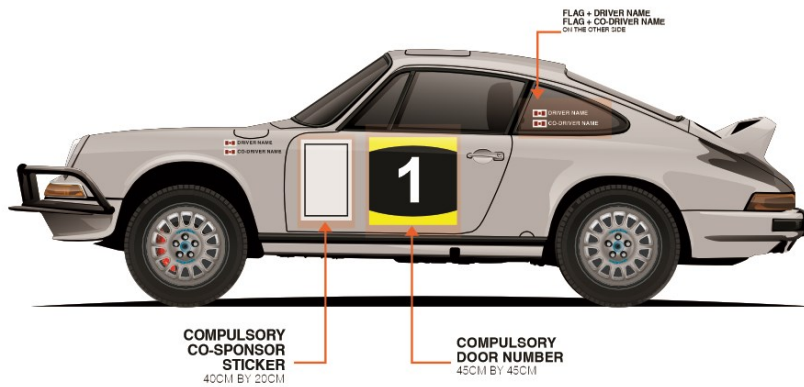 FLAG + DRIVER NAME
FLAG + CO-DRIVER NAME
ON THE OTHER SIDE
DRIVER NAME
CO-DRIVER NAME
DRIVER NAME
CO-DRIVER NAME
1
COMPULSORY
CO-SPONSOR
STICKER
40CM BY 20CM
COMPULSORY
DOOR NUMBER
45CM BY 45CM